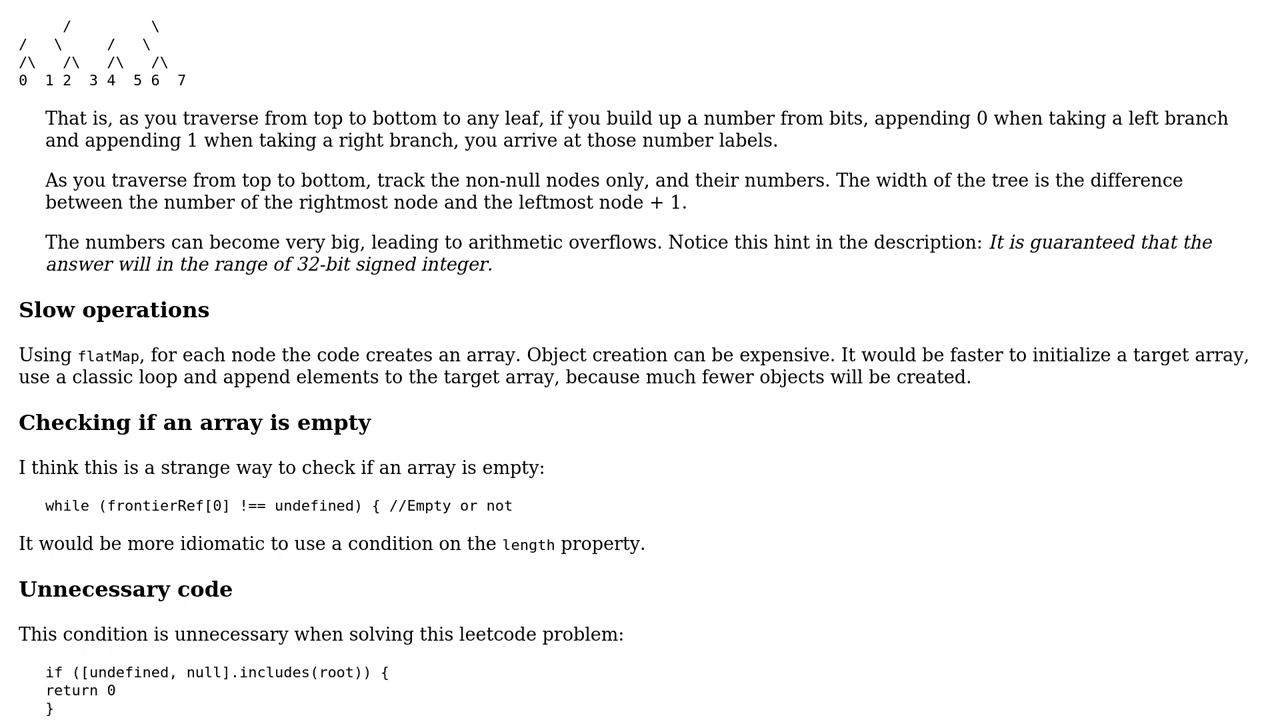 / \
/ \ / \
/\ /\ /\ /\
0 1 2 3 4 5 6 7
That is, as you traverse from top to bottom to any leaf, if you build up a number from bits, appending 0 when taking a left branch
and appending 1 when taking a right branch, you arrive at those number labels.
As you traverse from top to bottom, track the non-null nodes only, and their numbers. The width of the tree is the difference
between the number of the rightmost node and the leftmost node + 1.
The numbers can become very big, leading to arithmetic overflows. Notice this hint in the description: It is guaranteed that the
answer will in the range of 32-bit signed integer.
Slow operations
Using flatMap, for each node the code creates an array. Object creation can be expensive. It would be faster to initialize a target array,
use a classic loop and append elements to the target array, because much fewer objects will be created.
Checking if an array is empty
I think this is a strange way to check if an array is empty:
while (frontierRef[0] !== undefined) { //Empty or not
It would be more idiomatic to use a condition on the length property.
Unnecessary code
This condition is unnecessary when solving this leetcode problem:
if ([undefined, null].includes(root)) {
return 0
}